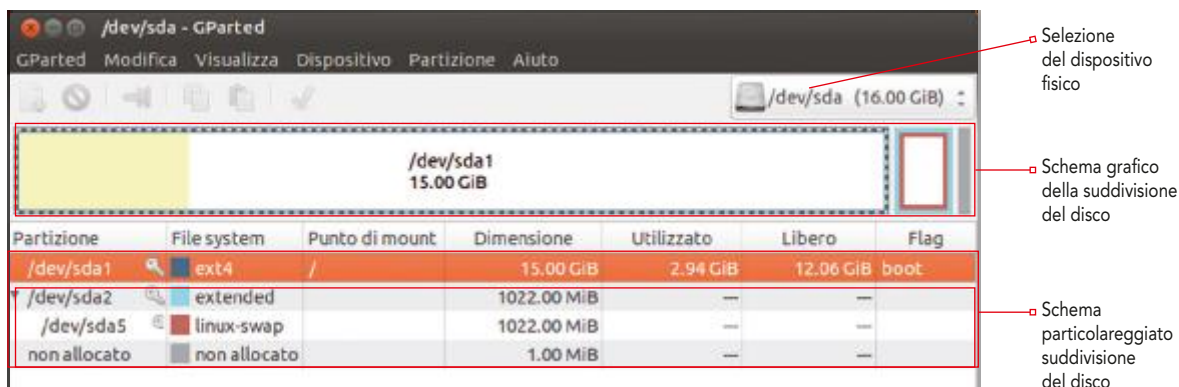 /dev/sda - GParted
GParted Modifica Visualizza Dispositivo Partizione Aiuto
/dev/sda (16.00 GiB)
/dev/sda1
15.00 GiB
Partizione File system Punto di mount Dimensione Utilizzato Libero Flag
/dev/sda1 ext4 / 15.00 GiB 2.94 GiB 12.06 GiB boot
/dev/sda2 extended 1022.00 MiB — —
/dev/sda5 linux-swap 1022.00 MiB — —
non allocato non allocato 1.00 MiB — —
Selezione
del dispositivo
fisico
Schema grafico
della suddivisione
del disco
Schema
particolareggiato
suddivisione
del disco